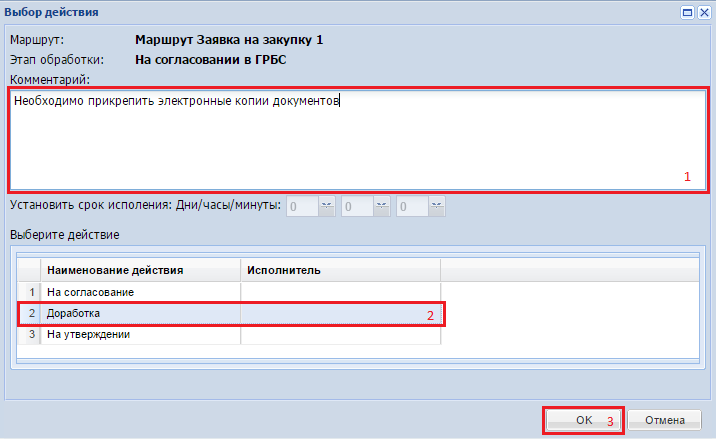 Выбор действия
Маршрут: Маршрут Заявка на закупку 1
Этап обработки: На согласовании в ГРБС
Комментарий:
Необходимо прикрепить электронные копии документов
1
Установить срок исполения: Дни/часы/минуты: 0 0 0
Выберите действие
Наименование действия Исполнитель
1 На согласование
2 Доработка 2
3 На утверждении
OK 3 Отмена